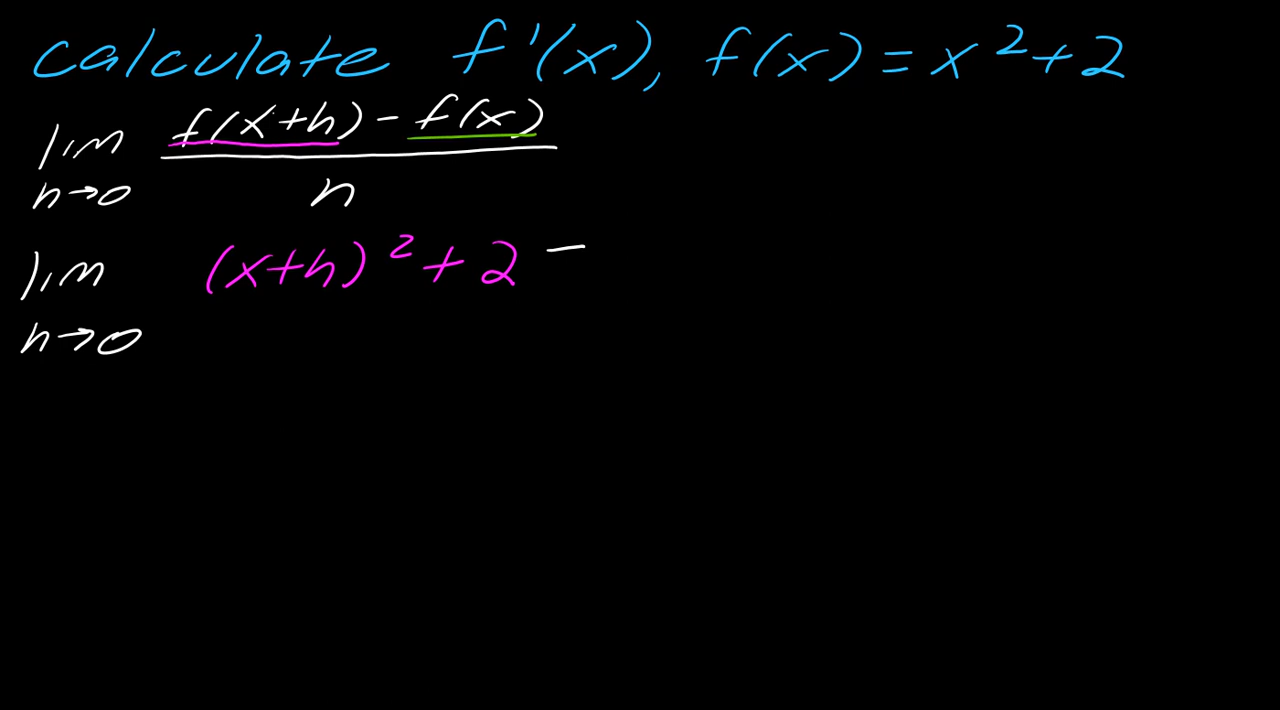 calculate f'(x), f(x) = x² + 2
lim f(x+h) - f(x)
h→0 h
lim (x+h)² + 2 -
h→0